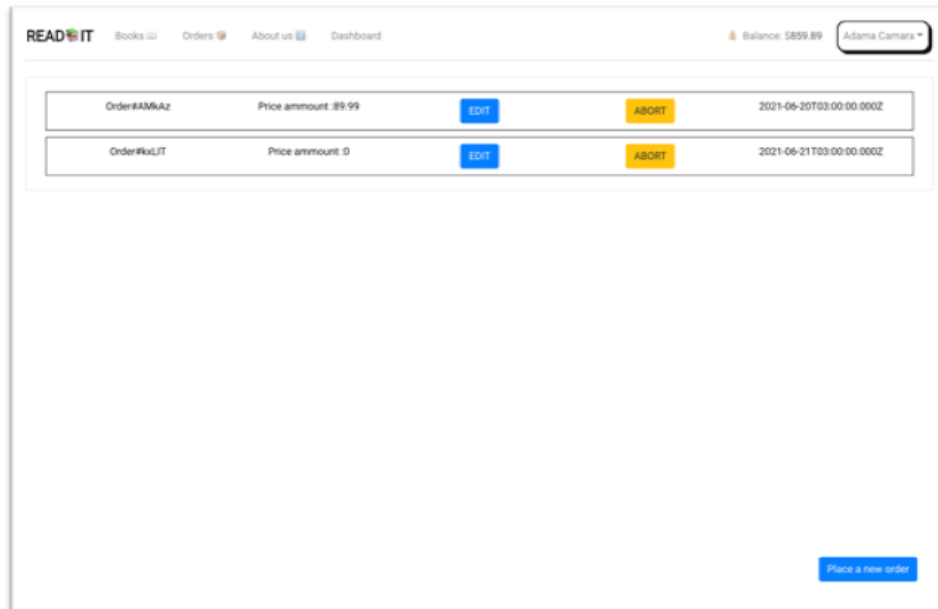 READ IT Books Orders About us Dashboard Balance: $859.89 Adama Camara
Order#AMkAz Price ammount :89.99 EDIT ABORT 2021-06-20T03:00:00.000Z
Order#kxLIT Price ammount :0 EDIT ABORT 2021-06-21T03:00:00.000Z
Place a new order